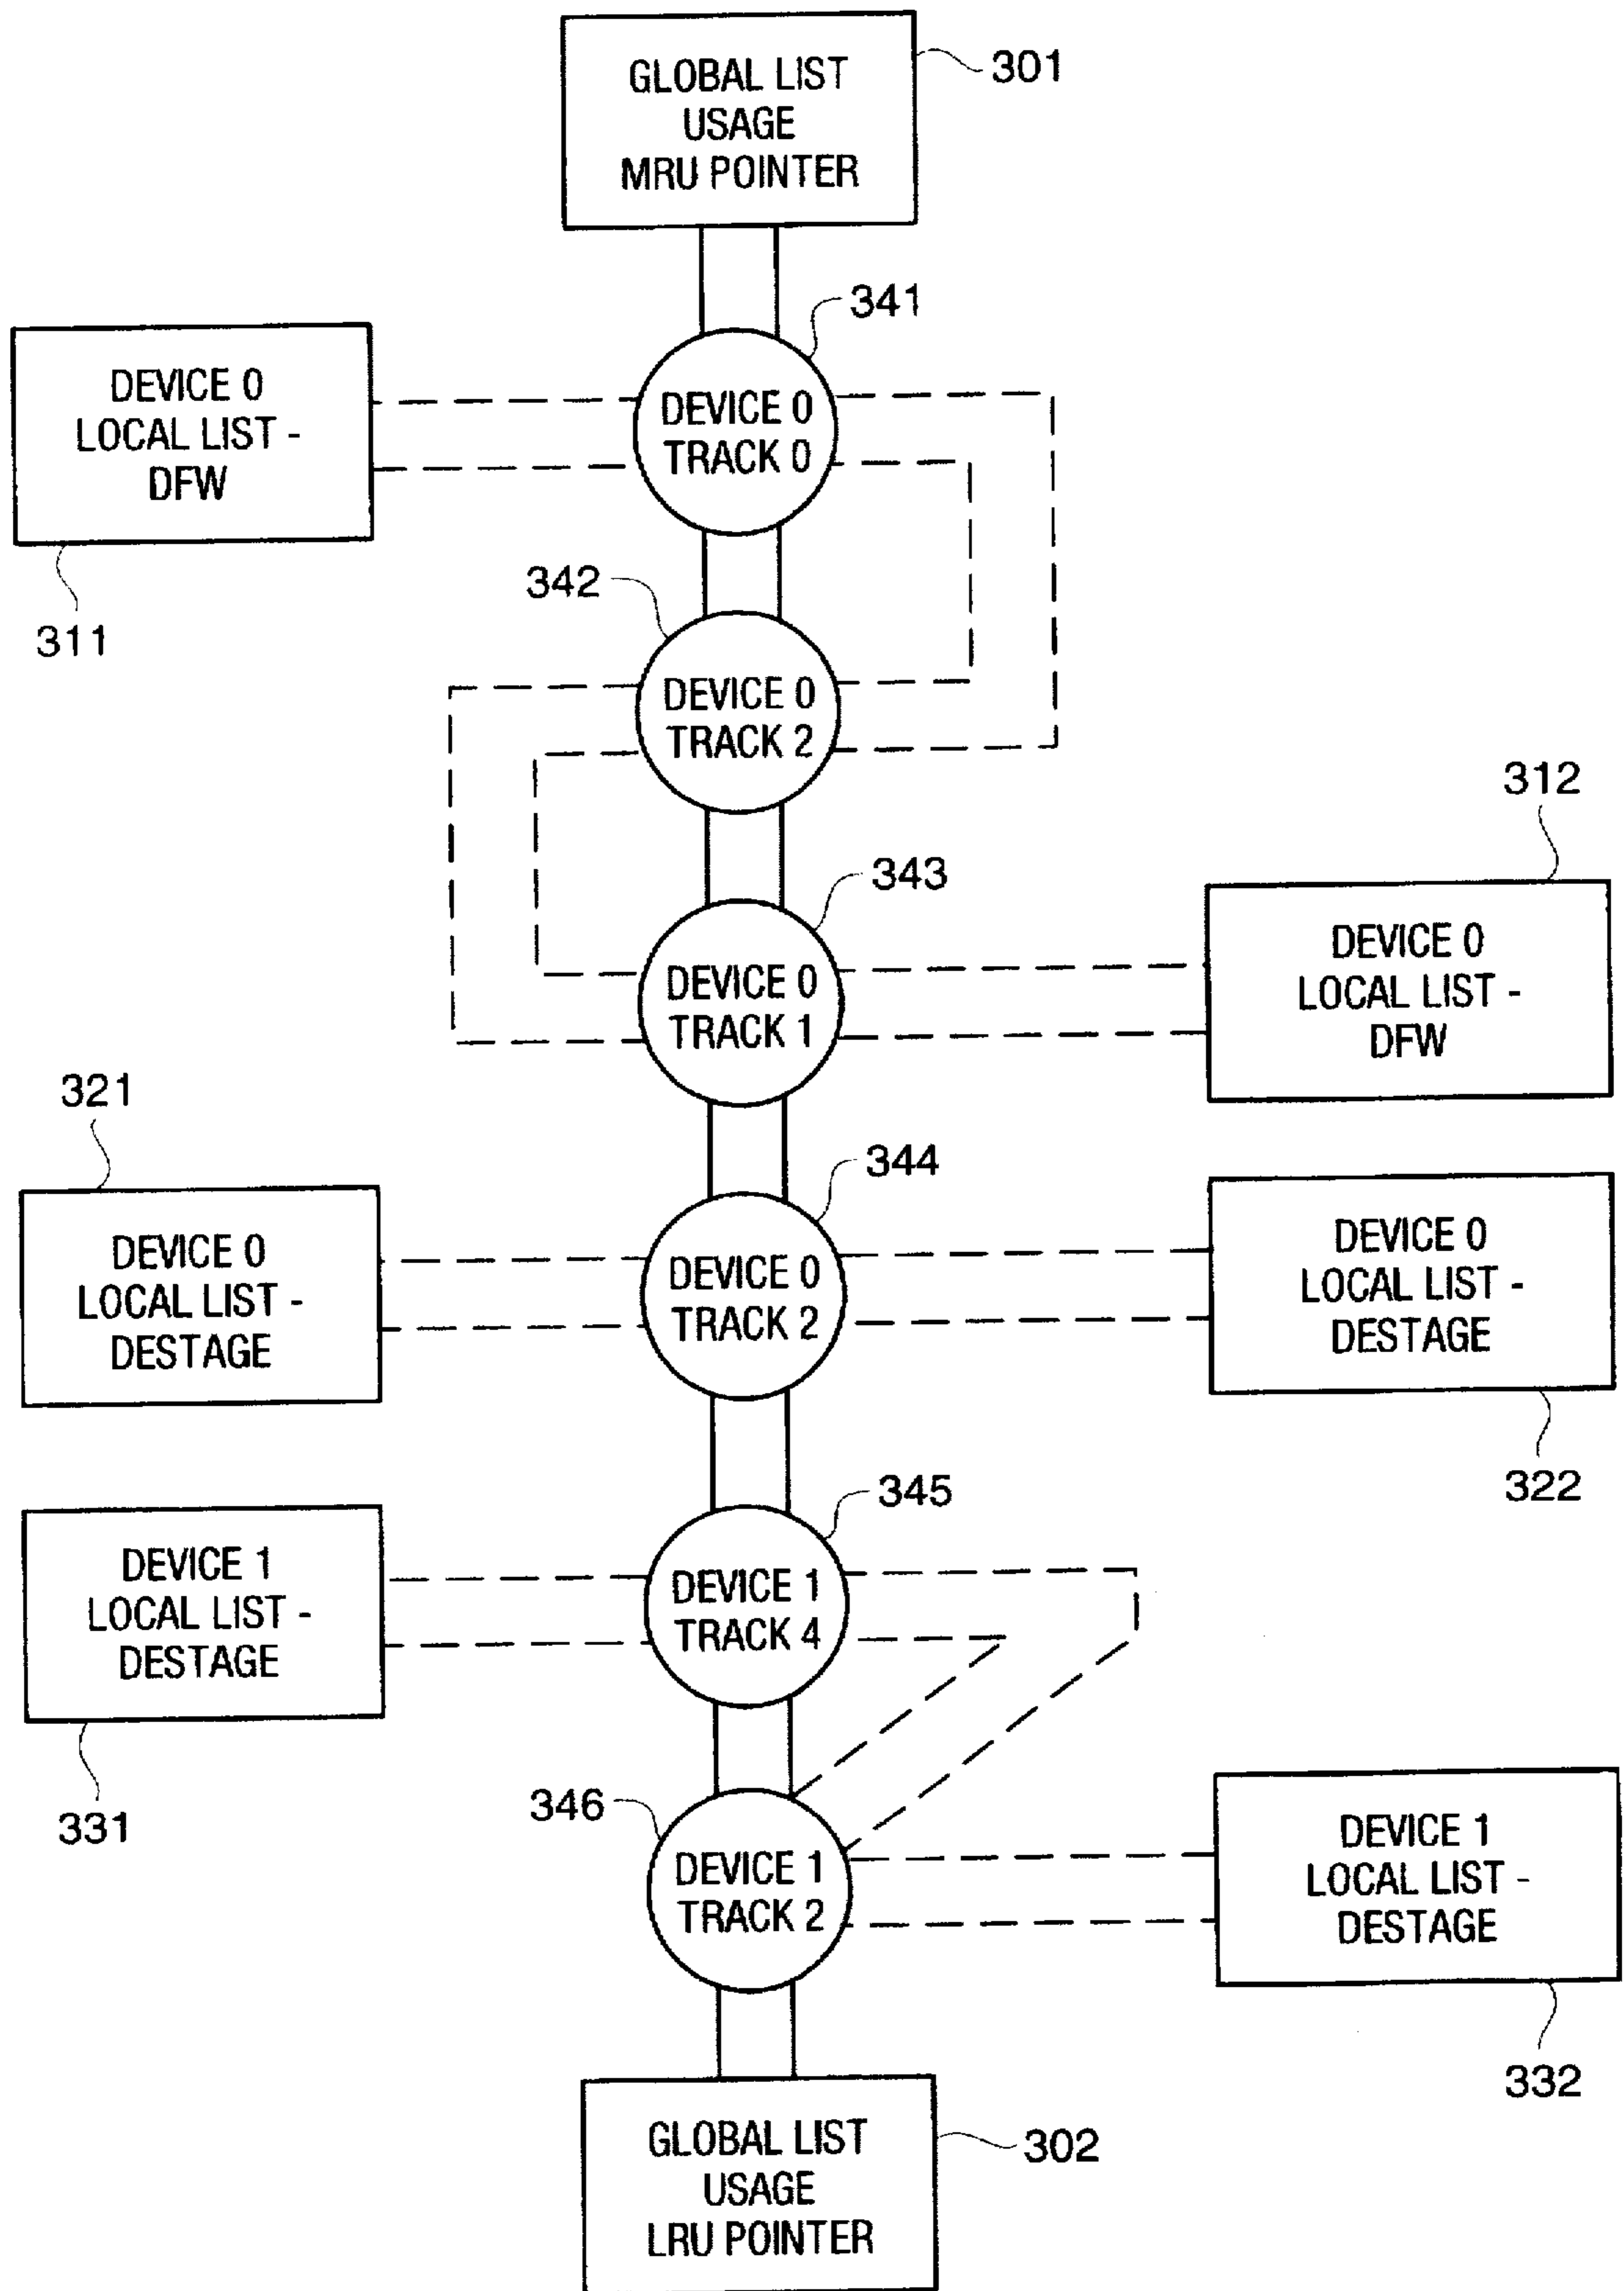 GLOBAL LIST
USAGE
MRU POINTER
301
341
DEVICE 0
LOCAL LIST -
DFW
311
DEVICE 0
TRACK 0
342
DEVICE 0
TRACK 2
312
343
DEVICE 0
TRACK 1
DEVICE 0
LOCAL LIST -
DFW
321
344
DEVICE 0
LOCAL LIST -
DESTAGE
DEVICE 0
TRACK 2
DEVICE 0
LOCAL LIST -
DESTAGE
322
345
DEVICE 1
LOCAL LIST -
DESTAGE
331
DEVICE 1
TRACK 4
346
DEVICE 1
TRACK 2
DEVICE 1
LOCAL LIST -
DESTAGE
332
GLOBAL LIST
USAGE
LRU POINTER
302